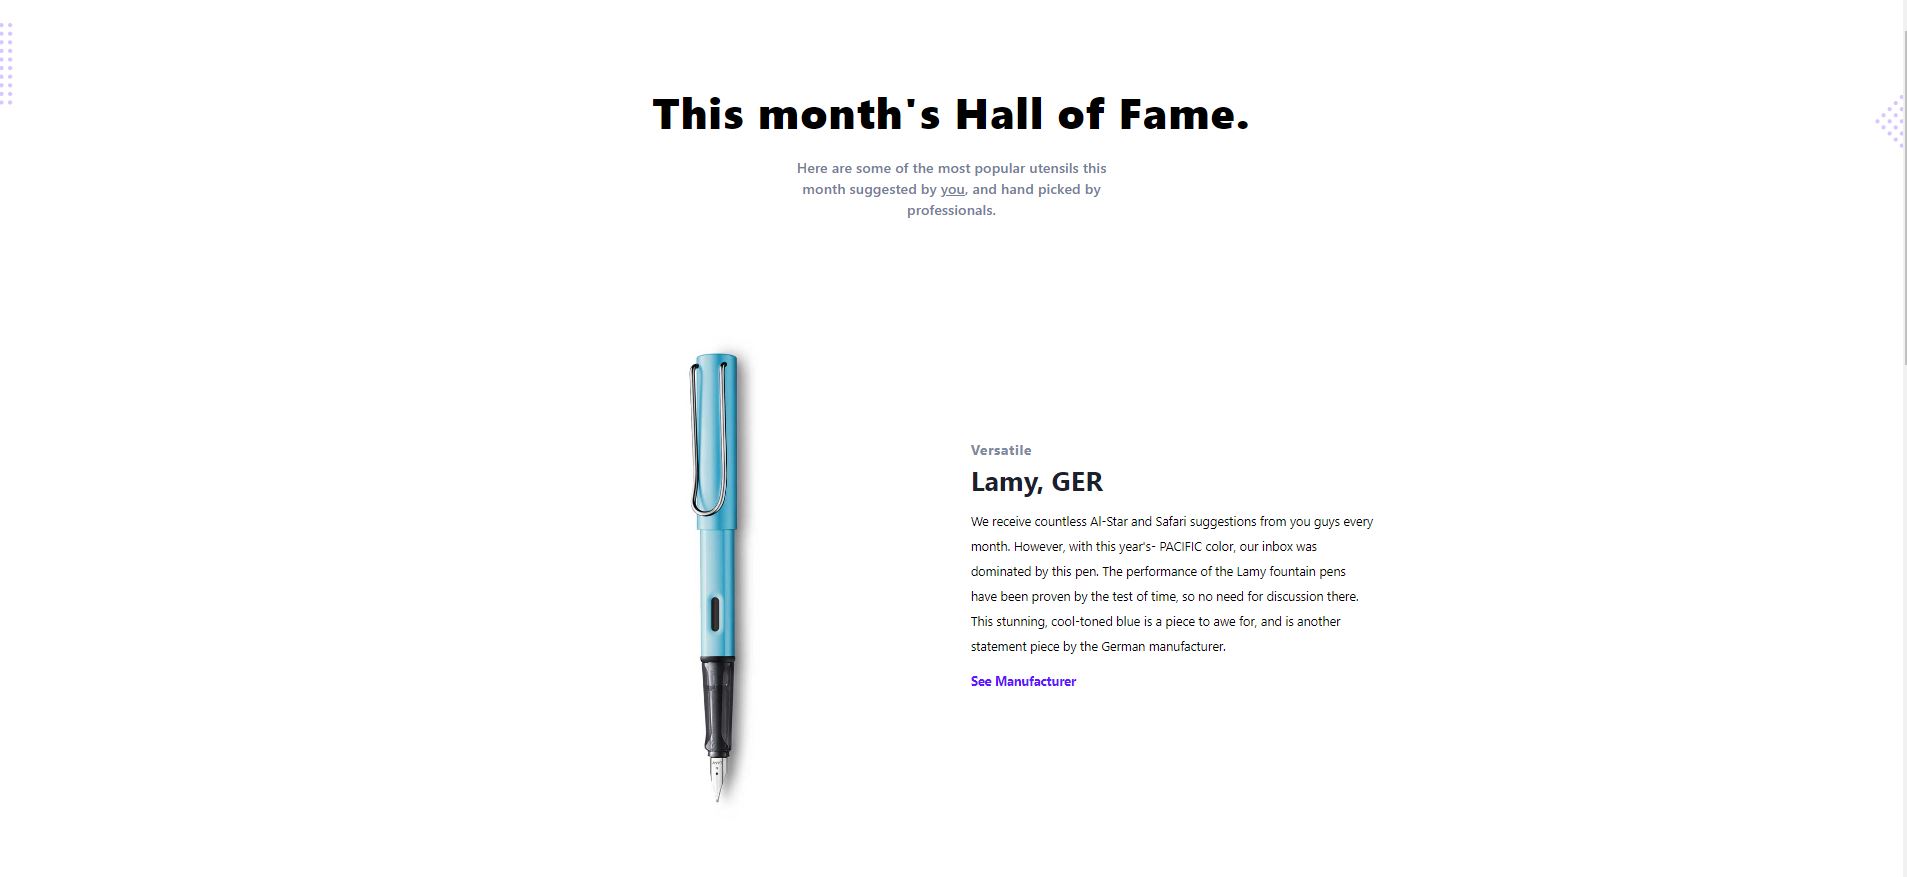 This month's Hall of Fame.
Here are some of the most popular utensils this
month suggested by you, and hand picked by
professionals.
Versatile
Lamy, GER
We receive countless Al-Star and Safari suggestions from you guys every
month. However, with this year's- PACIFIC color, our inbox was
dominated by this pen. The performance of the Lamy fountain pens
have been proven by the test of time, so no need for discussion there.
This stunning, cool-toned blue is a piece to awe for, and is another
statement piece by the German manufacturer.
See Manufacturer